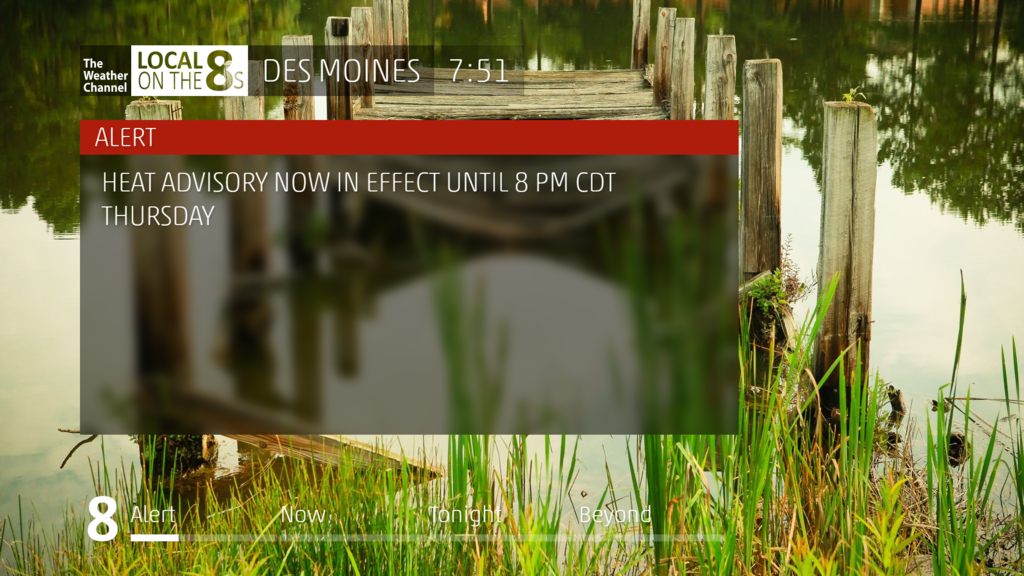 The
Weather
Channel
LOCAL
ON THE 8s
DES MOINES 7:51
ALERT
HEAT ADVISORY NOW IN EFFECT UNTIL 8 PM CDT
THURSDAY
8 Alert Now Tonight Beyond